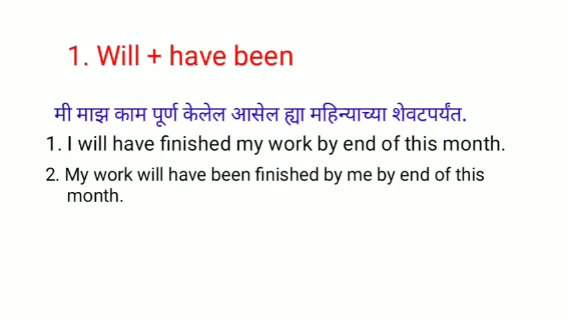 1. Will + have been
मी माझ काम पूर्ण केलेल आसेल ह्या महिन्याच्या शेवटपर्यंत.
1. I will have finished my work by end of this month.
2. My work will have been finished by me by end of this
month.